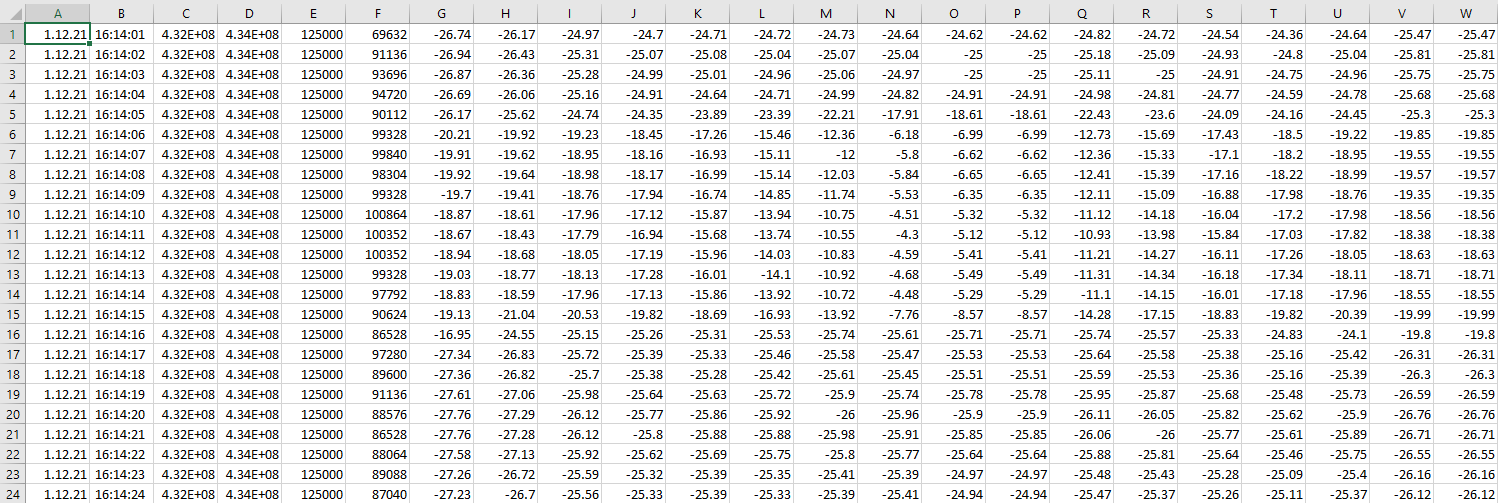 A B C D E F G H I J K L M N O P Q R S T U V W
1 1.12.21 16:14:01 4.32E+08 4.34E+08 125000 69632 -26.74 -26.17 -24.97 -24.7 -24.71 -24.72 -24.73 -24.64 -24.62 -24.62 -24.82 -24.72 -24.54 -24.36 -24.64 -25.47 -25.47
2 1.12.21 16:14:02 4.32E+08 4.34E+08 125000 91136 -26.94 -26.43 -25.31 -25.07 -25.08 -25.04 -25.07 -25.04 -25 -25 -25.18 -25.09 -24.93 -24.8 -25.04 -25.81 -25.81
3 1.12.21 16:14:03 4.32E+08 4.34E+08 125000 93696 -26.87 -26.36 -25.28 -24.99 -25.01 -24.96 -25.06 -24.97 -25 -25 -25.11 -25 -24.91 -24.75 -24.96 -25.75 -25.75
4 1.12.21 16:14:04 4.32E+08 4.34E+08 125000 94720 -26.69 -26.06 -25.16 -24.91 -24.64 -24.71 -24.99 -24.82 -24.91 -24.91 -24.98 -24.81 -24.77 -24.59 -24.78 -25.68 -25.68
5 1.12.21 16:14:05 4.32E+08 4.34E+08 125000 90112 -26.17 -25.62 -24.74 -24.35 -23.89 -23.39 -22.21 -17.91 -18.61 -18.61 -22.43 -23.6 -24.09 -24.16 -24.45 -25.3 -25.3
6 1.12.21 16:14:06 4.32E+08 4.34E+08 125000 99328 -20.21 -19.92 -19.23 -18.45 -17.26 -15.46 -12.36 -6.18 -6.99 -6.99 -12.73 -15.69 -17.43 -18.5 -19.22 -19.85 -19.85
7 1.12.21 16:14:07 4.32E+08 4.34E+08 125000 99840 -19.91 -19.62 -18.95 -18.16 -16.93 -15.11 -12 -5.8 -6.62 -6.62 -12.36 -15.33 -17.1 -18.2 -18.95 -19.55 -19.55
8 1.12.21 16:14:08 4.32E+08 4.34E+08 125000 98304 -19.92 -19.64 -18.98 -18.17 -16.99 -15.14 -12.03 -5.84 -6.65 -6.65 -12.41 -15.39 -17.16 -18.22 -18.99 -19.57 -19.57
9 1.12.21 16:14:09 4.32E+08 4.34E+08 125000 99328 -19.7 -19.41 -18.76 -17.94 -16.74 -14.85 -11.74 -5.53 -6.35 -6.35 -12.11 -15.09 -16.88 -17.98 -18.76 -19.35 -19.35
10 1.12.21 16:14:10 4.32E+08 4.34E+08 125000 100864 -18.87 -18.61 -17.96 -17.12 -15.87 -13.94 -10.75 -4.51 -5.32 -5.32 -11.12 -14.18 -16.04 -17.2 -17.98 -18.56 -18.56
11 1.12.21 16:14:11 4.32E+08 4.34E+08 125000 100352 -18.67 -18.43 -17.79 -16.94 -15.68 -13.74 -10.55 -4.3 -5.12 -5.12 -10.93 -13.98 -15.84 -17.03 -17.82 -18.38 -18.38
12 1.12.21 16:14:12 4.32E+08 4.34E+08 125000 100352 -18.94 -18.68 -18.05 -17.19 -15.96 -14.03 -10.83 -4.59 -5.41 -5.41 -11.21 -14.27 -16.11 -17.26 -18.05 -18.63 -18.63
13 1.12.21 16:14:13 4.32E+08 4.34E+08 125000 99328 -19.03 -18.77 -18.13 -17.28 -16.01 -14.1 -10.92 -4.68 -5.49 -5.49 -11.31 -14.34 -16.18 -17.34 -18.11 -18.71 -18.71
14 1.12.21 16:14:14 4.32E+08 4.34E+08 125000 97792 -18.83 -18.59 -17.96 -17.13 -15.86 -13.92 -10.72 -4.48 -5.29 -5.29 -11.1 -14.15 -16.01 -17.18 -17.96 -18.55 -18.55
15 1.12.21 16:14:15 4.32E+08 4.34E+08 125000 90624 -19.13 -21.04 -20.53 -19.82 -18.69 -16.93 -13.92 -7.76 -8.57 -8.57 -14.28 -17.15 -18.83 -19.82 -20.39 -19.99 -19.99
16 1.12.21 16:14:16 4.32E+08 4.34E+08 125000 86528 -16.95 -24.55 -25.15 -25.26 -25.31 -25.53 -25.74 -25.61 -25.71 -25.71 -25.74 -25.57 -25.33 -24.83 -24.1 -19.8 -19.8
17 1.12.21 16:14:17 4.32E+08 4.34E+08 125000 97280 -27.34 -26.83 -25.72 -25.39 -25.33 -25.46 -25.58 -25.47 -25.53 -25.53 -25.64 -25.58 -25.38 -25.16 -25.42 -26.31 -26.31
18 1.12.21 16:14:18 4.32E+08 4.34E+08 125000 89600 -27.36 -26.82 -25.7 -25.38 -25.28 -25.42 -25.61 -25.45 -25.51 -25.51 -25.59 -25.53 -25.36 -25.16 -25.39 -26.3 -26.3
19 1.12.21 16:14:19 4.32E+08 4.34E+08 125000 91136 -27.61 -27.06 -25.98 -25.64 -25.63 -25.72 -25.9 -25.74 -25.78 -25.78 -25.95 -25.87 -25.68 -25.48 -25.73 -26.59 -26.59
20 1.12.21 16:14:20 4.32E+08 4.34E+08 125000 88576 -27.76 -27.29 -26.12 -25.77 -25.86 -25.92 -26 -25.96 -25.9 -25.9 -26.11 -26.05 -25.82 -25.62 -25.9 -26.76 -26.76
21 1.12.21 16:14:21 4.32E+08 4.34E+08 125000 86528 -27.76 -27.28 -26.12 -25.8 -25.88 -25.88 -25.98 -25.91 -25.85 -25.85 -26.06 -26 -25.77 -25.61 -25.89 -26.71 -26.71
22 1.12.21 16:14:22 4.32E+08 4.34E+08 125000 88064 -27.58 -27.13 -25.92 -25.62 -25.69 -25.75 -25.8 -25.77 -25.64 -25.64 -25.88 -25.81 -25.64 -25.46 -25.75 -26.55 -26.55
23 1.12.21 16:14:23 4.32E+08 4.34E+08 125000 89088 -27.26 -26.72 -25.59 -25.32 -25.39 -25.35 -25.41 -25.39 -24.97 -24.97 -25.48 -25.43 -25.28 -25.09 -25.4 -26.16 -26.16
24 1.12.21 16:14:24 4.32E+08 4.34E+08 125000 87040 -27.23 -26.7 -25.56 -25.33 -25.39 -25.33 -25.39 -25.41 -24.94 -24.94 -25.47 -25.37 -25.26 -25.11 -25.37 -26.12 -26.12